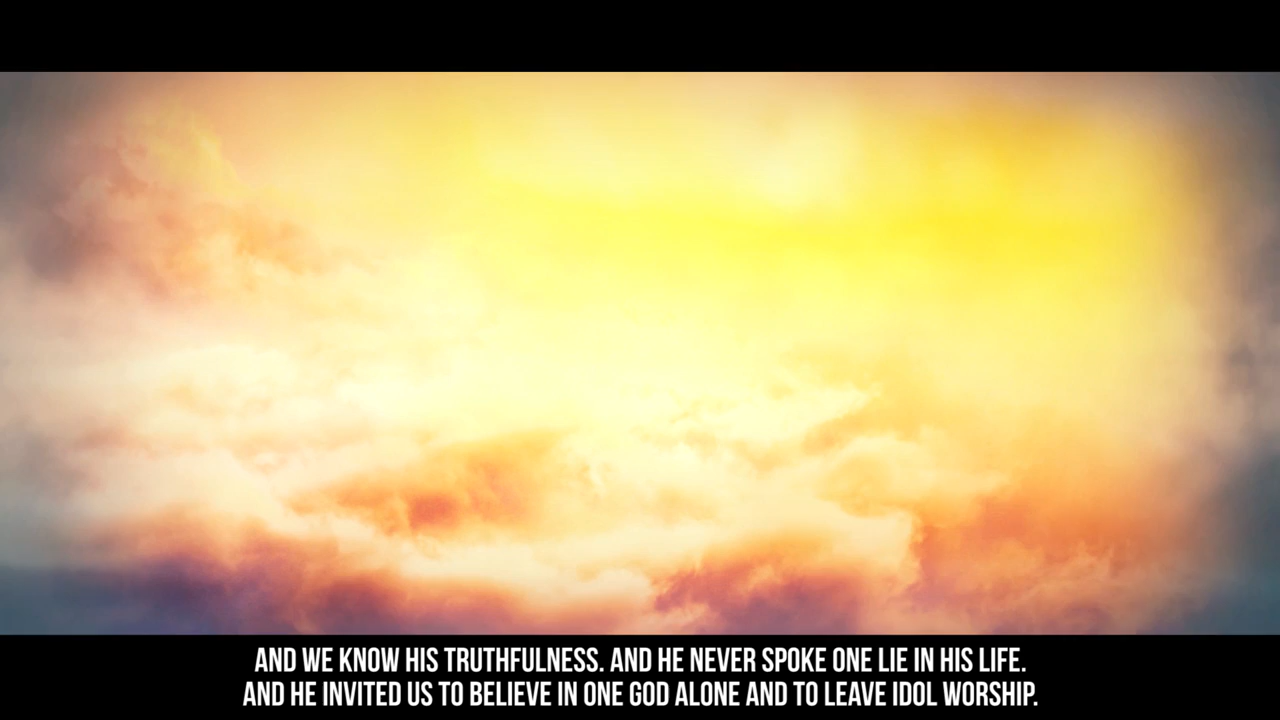 AND WE KNOW HIS TRUTHFULNESS. AND HE NEVER SPOKE ONE LIE IN HIS LIFE.
AND HE INVITED US TO BELIEVE IN ONE GOD ALONE AND TO LEAVE IDOL WORSHIP.